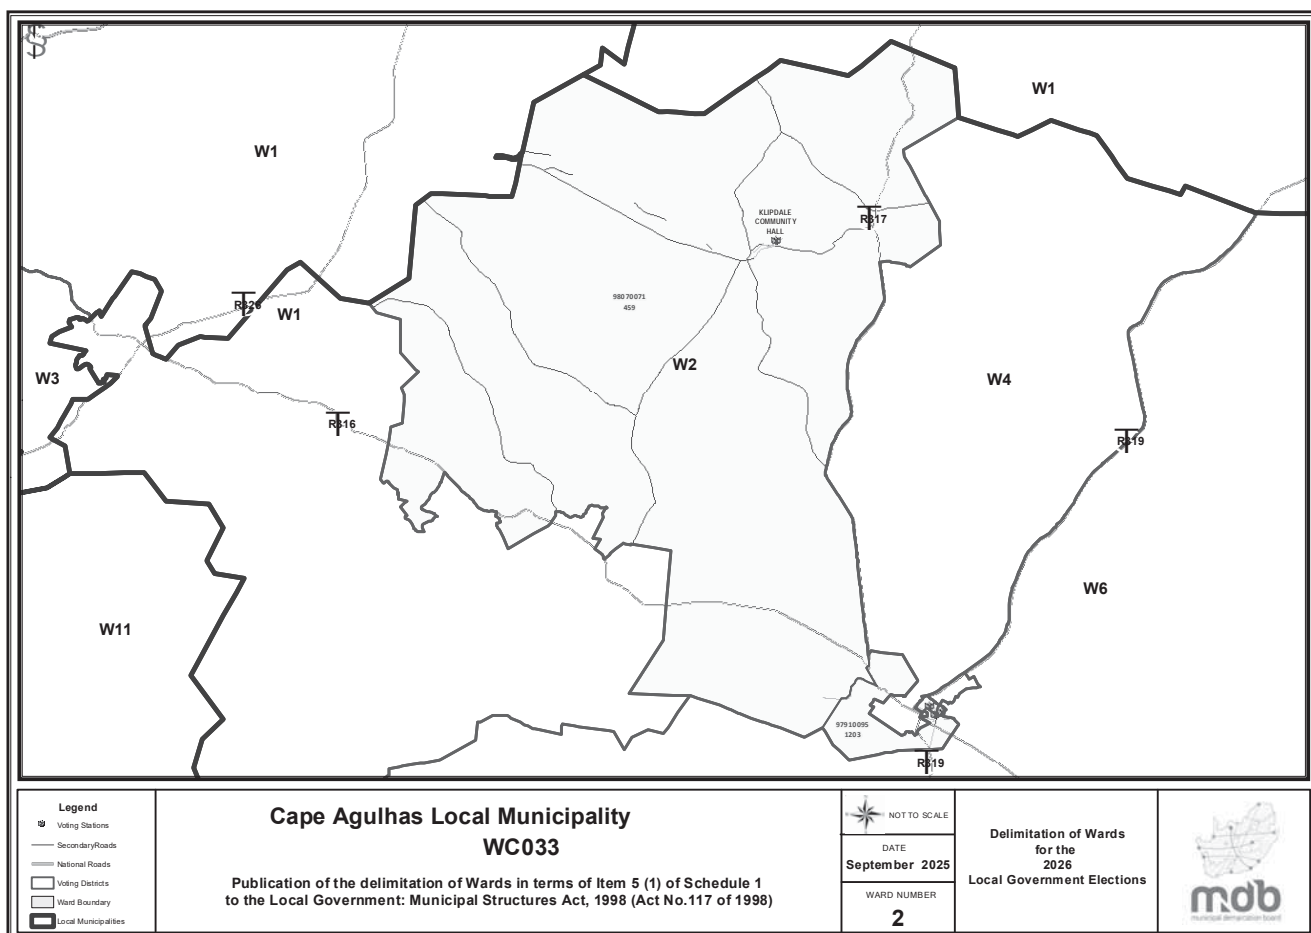 W1
W1
KLIPDALE
COMMUNITY
HALL
R317
98070071
459
R326
W1
W2
W3
W4
R316
R319
W6
W11
97910095
1203
R319
Legend
Voting Stations
SecondaryRoads
National Roads
Voting Districts
Ward Boundary
Local Municipalities
Cape Agulhas Local Municipality
WC033
Publication of the delimitation of Wards in terms of Item 5 (1) of Schedule 1
to the Local Government: Municipal Structures Act, 1998 (Act No.117 of 1998)
NOT TO SCALE
DATE
September 2025
WARD NUMBER
2
Delimitation of Wards
for the
2026
Local Government Elections
mdb
municipal demarcation board